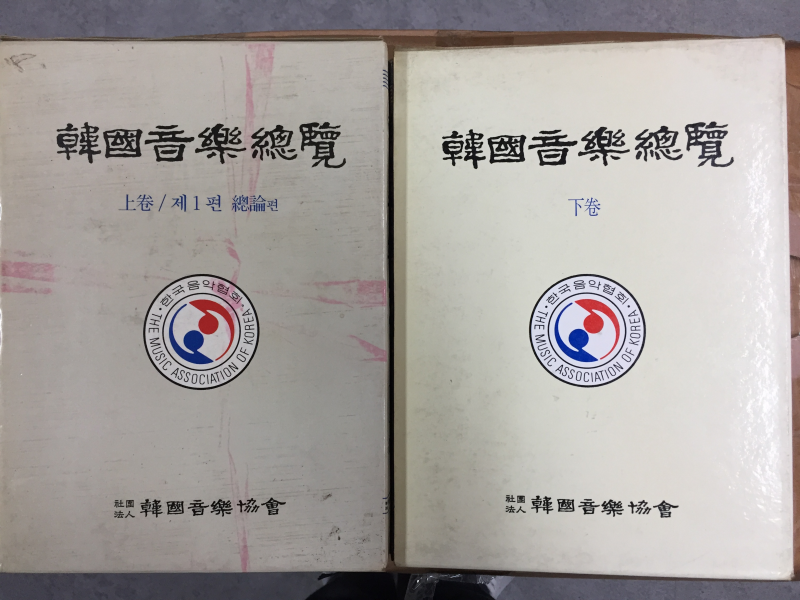 韓國音樂總覽
上卷/제1편 總論편
·한국음악협회·
THE MUSIC ASSOCIATION OF KOREA
社團
法人 韓國音樂協會
韓國音樂總覽
下卷
·한국음악협회·
THE MUSIC ASSOCIATION OF KOREA
社團
法人 韓國音樂協會